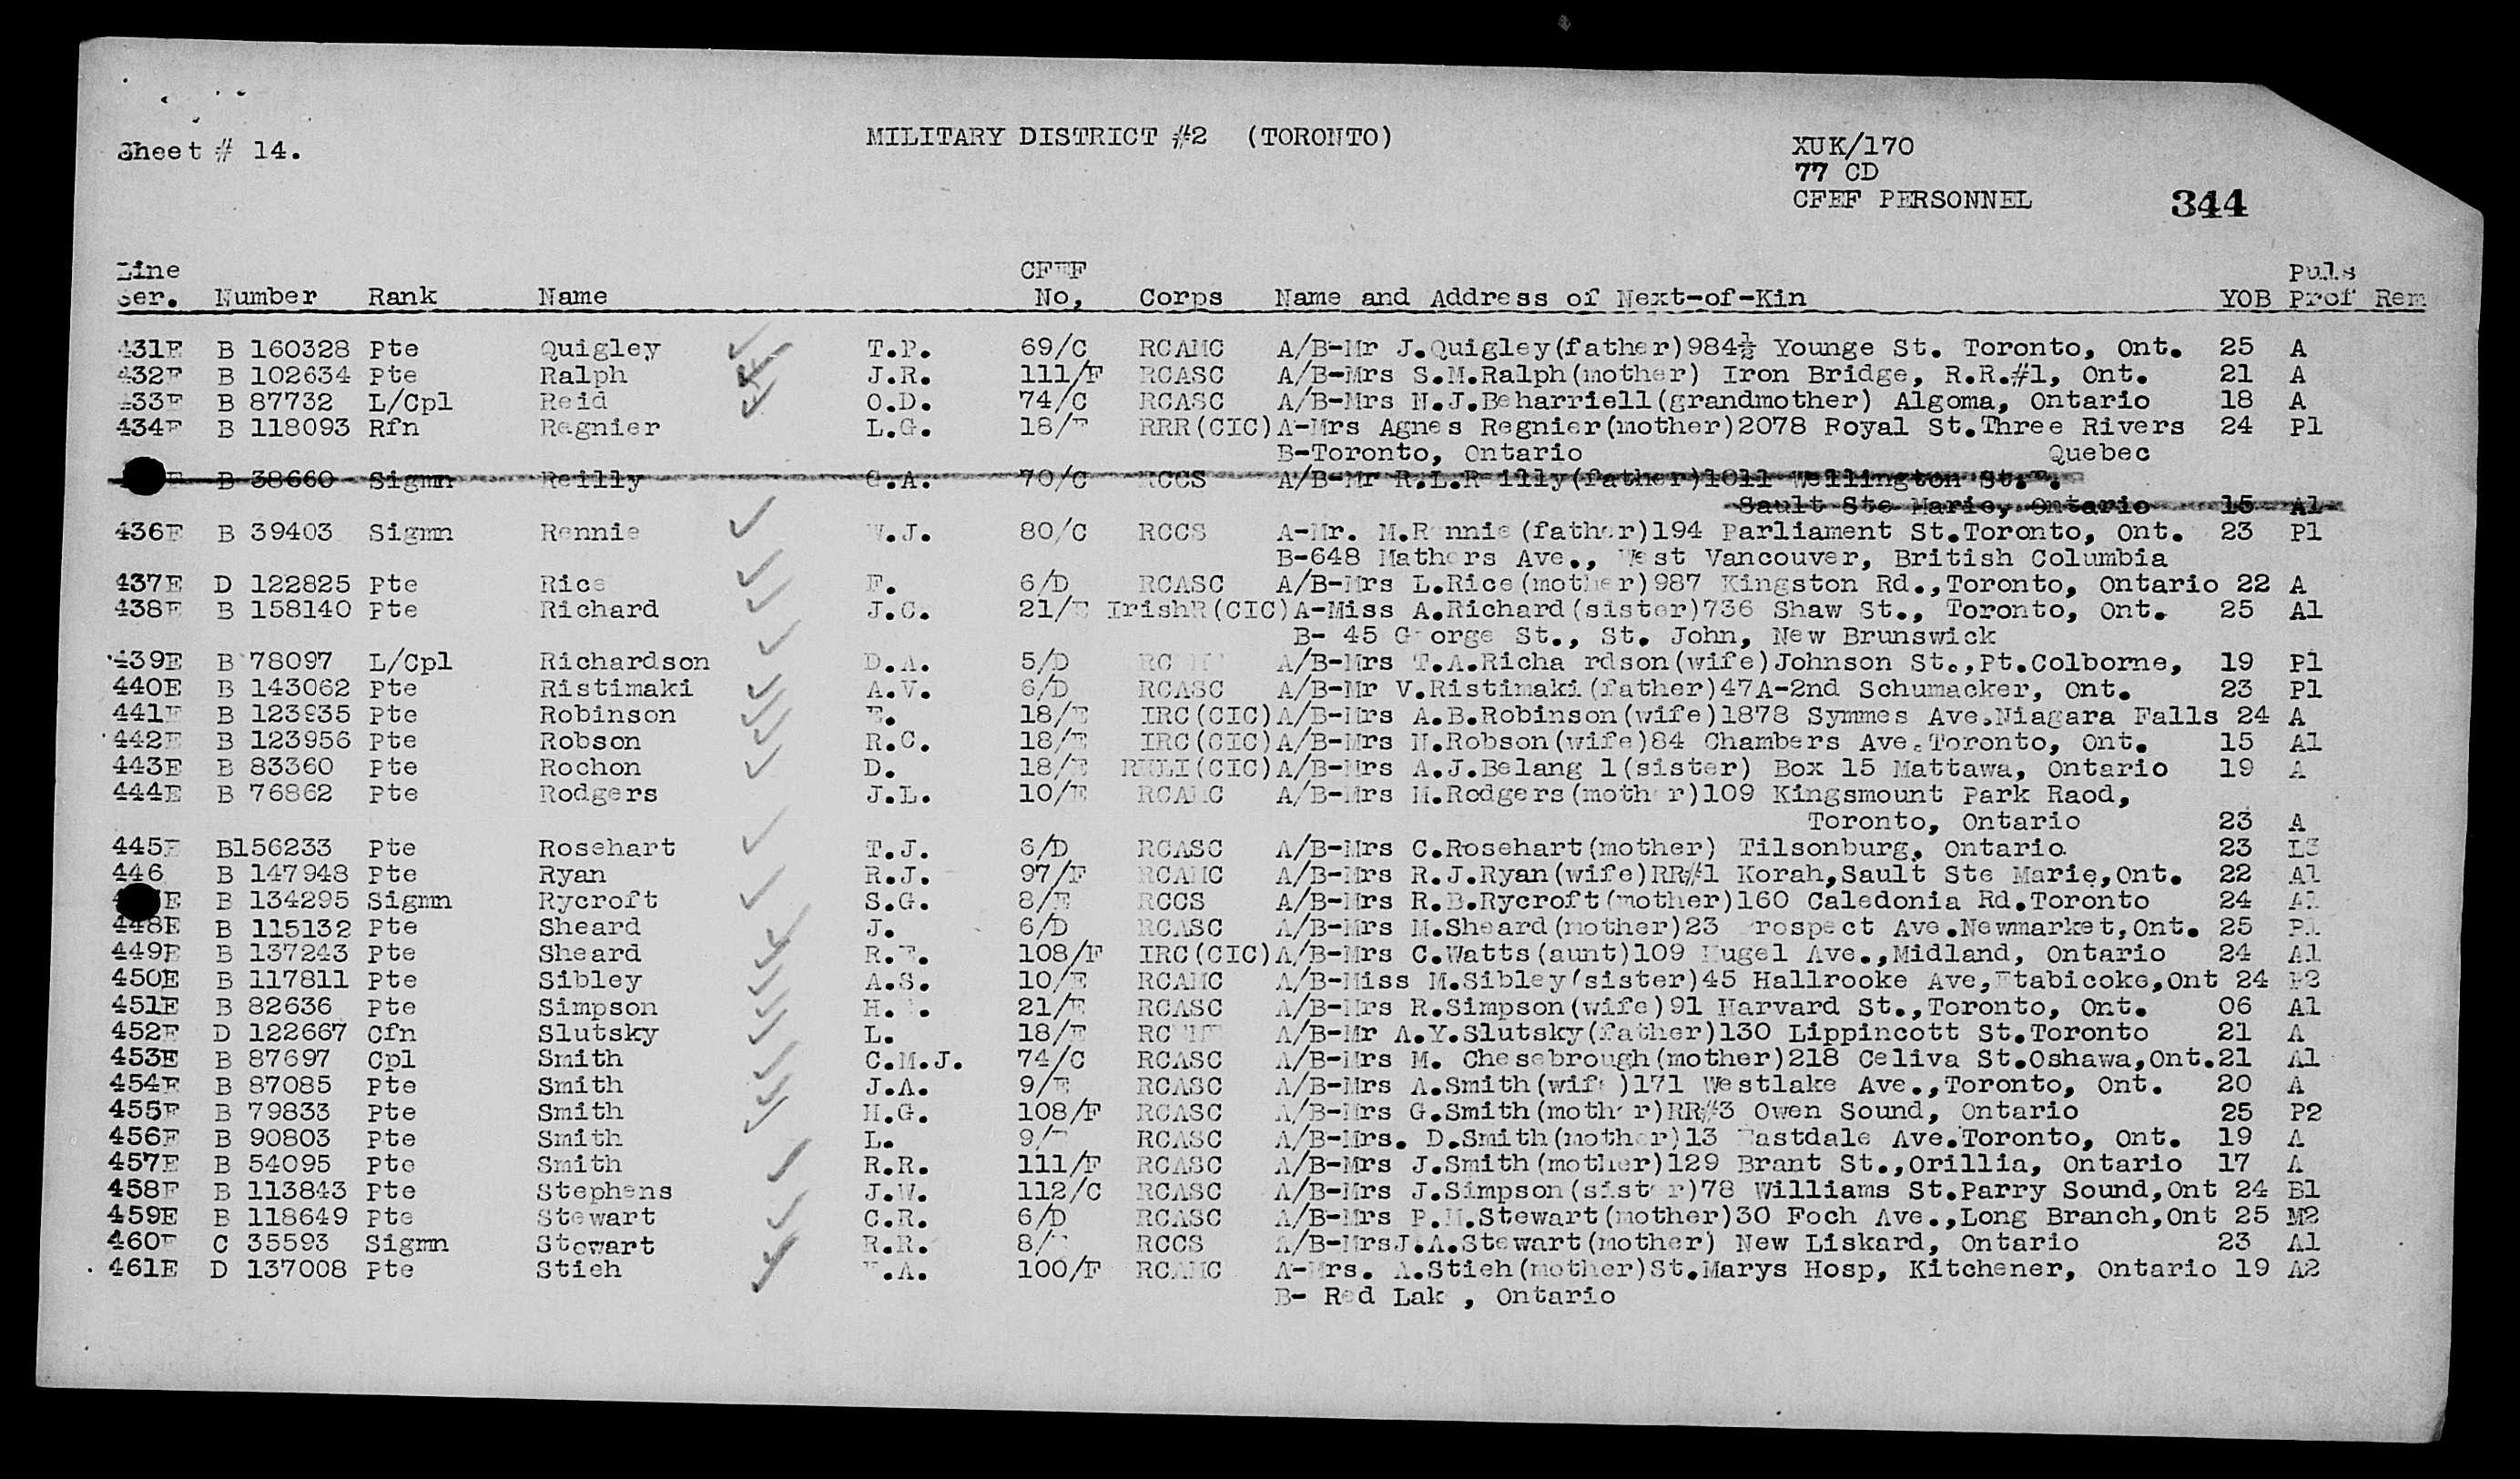 Sheet # 14.
MILITARY DISTRICT #2 (TORONTO)
XUK/170
77 CD
CFEF PERSONNEL
344
Line CFEF Puls
Ser. Number Rank Name No, Corps Name and Address of Next-of-Kin YOB Prof Rem
431E B 160328 Pte Quigley T.P. 69/C RCAMC A/B-Mr J.Quigley(father)984½ Younge St. Toronto, Ont. 25 A
432E B 102634 Pte Ralph J.R. 111/F RCASC A/B-Mrs S.M.Ralph(mother) Iron Bridge, R.R.#1, Ont. 21 A
433E B 87732 L/Cpl Reid O.D. 74/C RCASC A/B-Mrs N.J.Beharriell(grandmother) Algoma, Ontario 18 A
434E B 118093 Rfn Regnier L.G. 18/E RRR(CIC) A-Mrs Agnes Regnier(mother)2078 Royal St.Three Rivers 24 P1
B-Toronto, Ontario Quebec
E B 38660 Sigmn Reilly C.A. 70/C RCCS A/B-Mr R.L.Reilly(father)1011 Wellington St.E.
Sault Ste Marie, Ontario 15 A1
436E B 39403 Sigmn Rennie W.J. 80/C RCCS A-Mr. M.Rennie(father)194 Parliament St.Toronto, Ont. 23 P1
B-648 Mathers Ave., West Vancouver, British Columbia
437E D 122825 Pte Rice F. 6/D RCASC A/B-Mrs L.Rice(mother)987 Kingston Rd.,Toronto, Ontario 22 A
438E B 158140 Pte Richard J.C. 21/E IrishR(CIC) A-Miss A.Richard(sister)736 Shaw St., Toronto, Ont. 25 A1
B- 45 George St., St. John, New Brunswick
439E B 78097 L/Cpl Richardson D.A. 5/D A/B-Mrs T.A.Richa rdson(wife)Johnson St.,Pt.Colborne, 19 P1
440E B 143062 Pte Ristimaki A.V. 6/D RCASC A/B-Mr V.Ristimaki(father)47A-2nd Schumacker, Ont. 23 P1
441E B 123935 Pte Robinson E. 18/E IRC(CIC) A/B-Mrs A.B.Robinson(wife)1878 Symmes Ave.Niagara Falls 24 A
442E B 123956 Pte Robson R.C. 18/E IRC(CIC) A/B-Mrs N.Robson(wife)84 Chambers Ave.Toronto, Ont. 15 A1
443E B 83360 Pte Rochon D. 18/E RHLI(CIC) A/B-Mrs A.J.Belang 1(sister) Box 15 Mattawa, Ontario 19 A
444E B 76862 Pte Rodgers J.L. 10/E RCAMC A/B-Mrs M.Rodgers(mother)109 Kingsmount Park Raod,
Toronto, Ontario 23 A
445E B156233 Pte Rosehart T.J. 6/D RCASC A/B-Mrs C.Rosehart(mother) Tilsonburg, Ontario 23 L3
446 B 147948 Pte Ryan R.J. 97/F RCAMC A/B-Mrs R.J.Ryan(wife)RR#1 Korah,Sault Ste Marie,Ont. 22 A1
E B 134295 Sigmn Rycroft S.G. 8/E RCCS A/B-Mrs R.B.Rycroft(mother)160 Caledonia Rd.Toronto 24 A1
448E B 115132 Pte Sheard J. 6/D RCASC A/B-Mrs M.Sheard(mother)23 Prospect Ave.Newmarket,Ont. 25 P1
449E B 137243 Pte Sheard R. 108/F IRC(CIC) A/B-Mrs C.Watts(aunt)109 Hugel Ave.,Midland, Ontario 24 A1
450E B 117811 Pte Sibley A.S. 10/E RCAMC A/B-Miss M.Sibley(sister)45 Hallrooke Ave,Etabicoke,Ont 24 P2
451E B 82636 Pte Simpson H. 21/E RCASC A/B-Mrs R.Simpson(wife)91 Harvard St.,Toronto, Ont. 06 A1
452E D 122667 Cfn Slutsky L. 18/E A/B-Mr A.Y.Slutsky(father)130 Lippincott St.Toronto 21 A
453E B 87697 Cpl Smith C.M.J. 74/C RCASC A/B-Mrs M. Chesebrough(mother)218 Celiva St.Oshawa,Ont.21 A1
454E B 87085 Pte Smith J.A. 9/E RCASC A/B-Mrs A.Smith(wife)171 Westlake Ave.,Toronto, Ont. 20 A
455E B 79833 Pte Smith H.G. 108/F RCASC A/B-Mrs G.Smith(mother)RR#3 Owen Sound, Ontario 25 P2
456E B 90803 Pte Smith L. 9/E RCASC A/B-Mrs. D.Smith(mother)13 Eastdale Ave.Toronto, Ont. 19 A
457E B 54095 Pte Smith R.R. 111/F RCASC A/B-Mrs J.Smith(mother)129 Brant St.,Orillia, Ontario 17 A
458E B 113843 Pte Stephens J.W. 112/C RCASC A/B-Mrs J.Simpson(sister)78 Williams St.Parry Sound,Ont 24 B1
459E B 118649 Pte Stewart C.R. 6/D RCASC A/B-Mrs P.M.Stewart(mother)30 Foch Ave.,Long Branch,Ont 25 M2
460E C 35593 Sigmn Stewart R.R. 8/E RCCS A/B-MrsJ.A.Stewart(mother) New Liskard, Ontario 23 A1
461E D 137008 Pte Stieh .A. 100/F RCAMC A-Mrs. A.Stieh(mother)St.Marys Hosp, Kitchener, Ontario 19 A2
B- Red Lake, Ontario